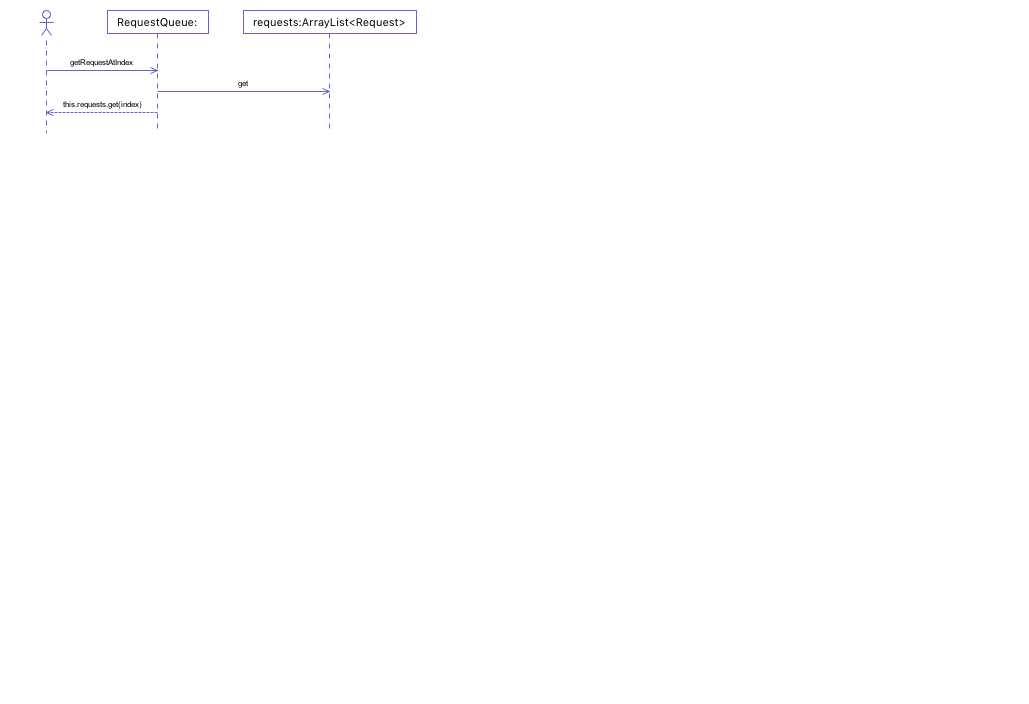 RequestQueue:
requests:ArrayList<Request>
getRequestAtIndex
get
this.requests.get(index)